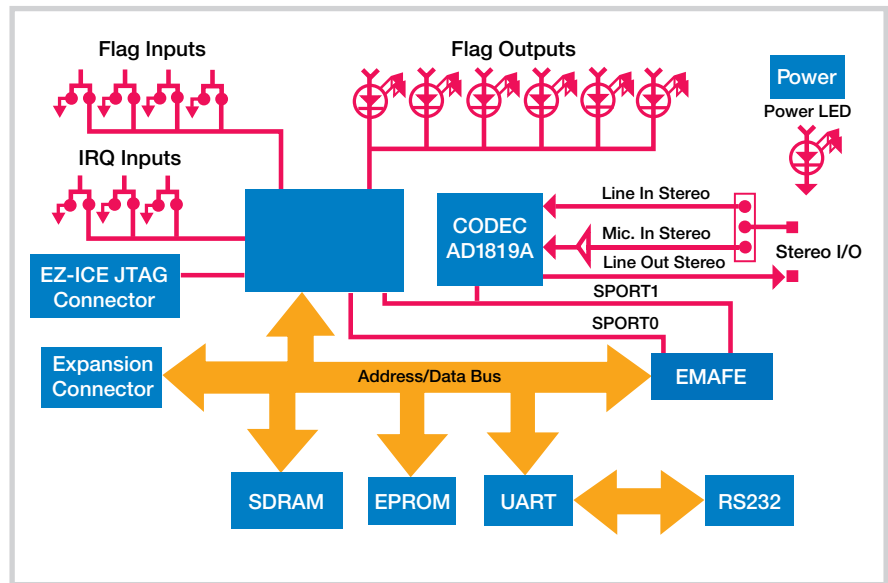 Flag Inputs
Flag Outputs
Power
Power LED
IRQ Inputs
CODEC
AD1819A
Line In Stereo
Mic. In Stereo
Line Out Stereo
Stereo I/O
EZ-ICE JTAG
Connector
SPORT1
SPORT0
Expansion
Connector
Address/Data Bus
EMAFE
SDRAM
EPROM
UART
RS232